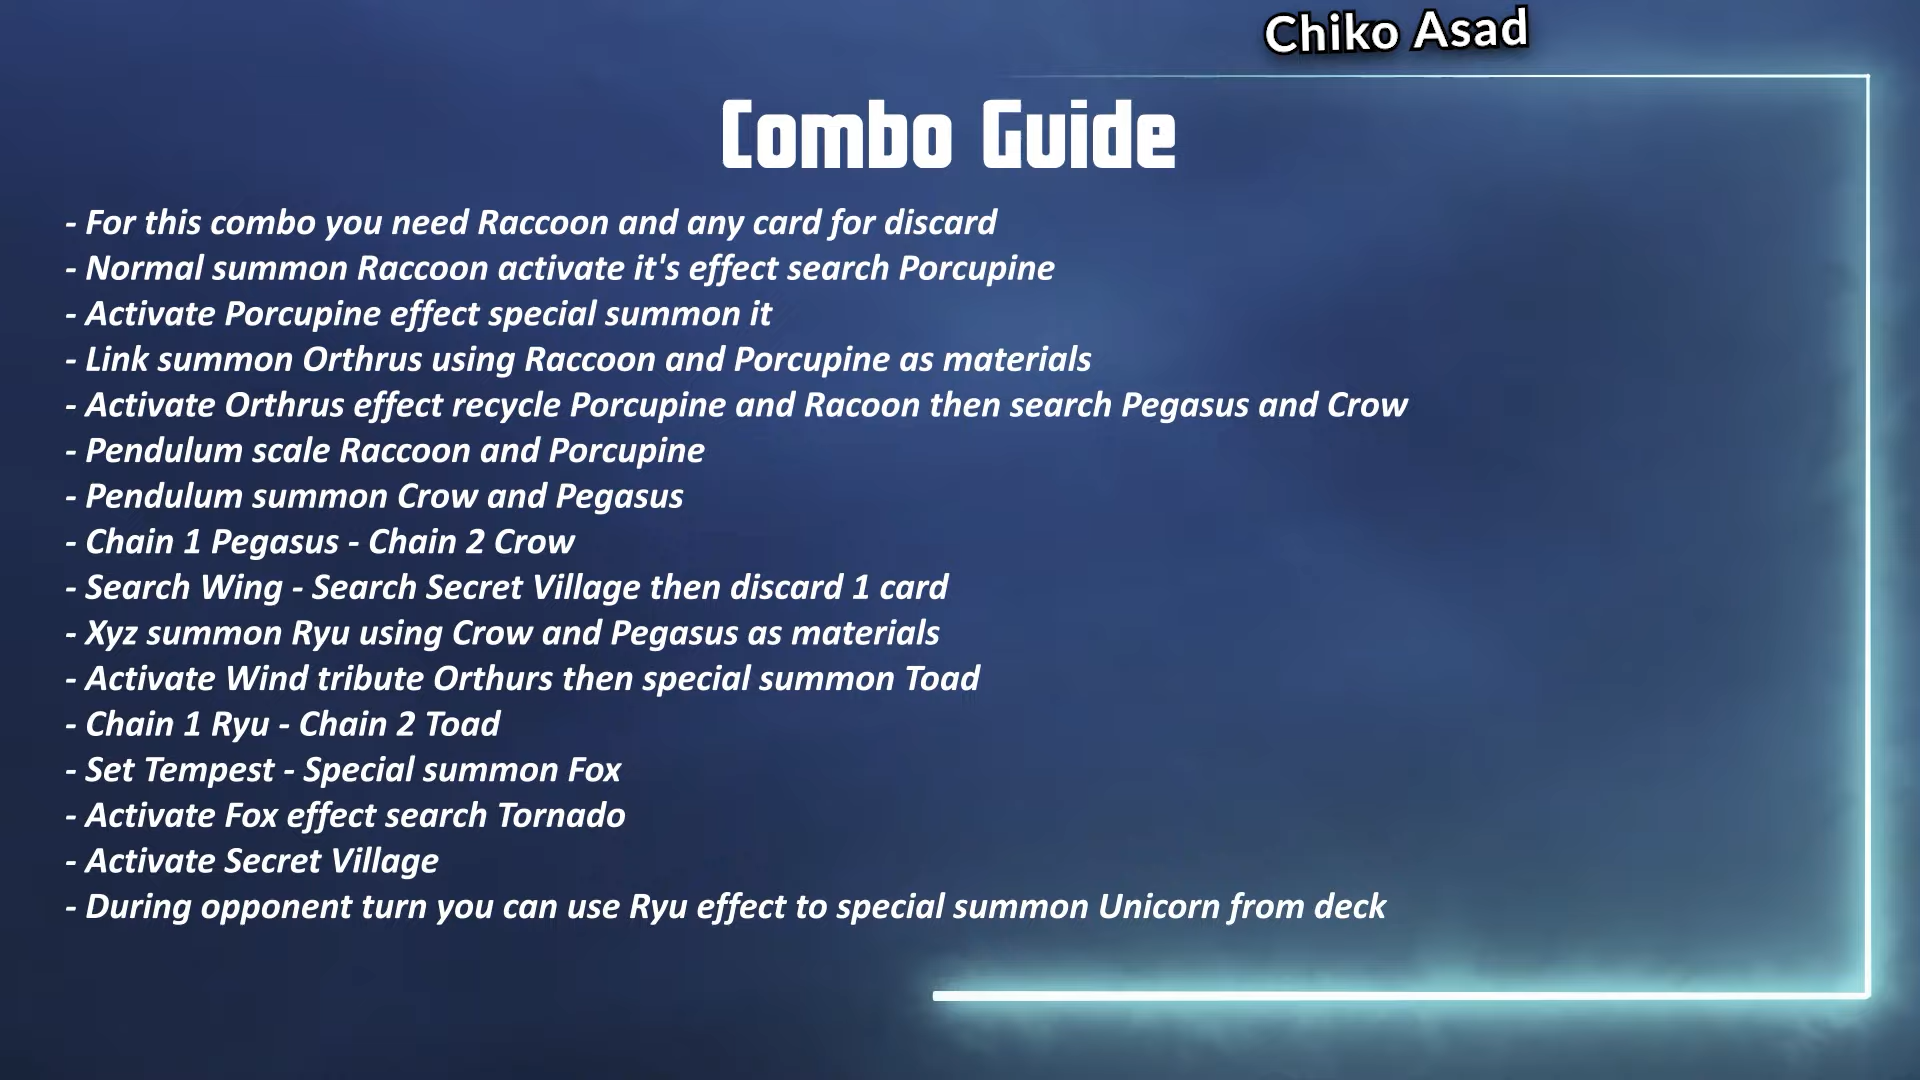 Chiko Asad
Combo Guide
- For this combo you need Raccoon and any card for discard
- Normal summon Raccoon activate it's effect search Porcupine
- Activate Porcupine effect special summon it
- Link summon Orthrus using Raccoon and Porcupine as materials
- Activate Orthrus effect recycle Porcupine and Racoon then search Pegasus and Crow
- Pendulum scale Raccoon and Porcupine
- Pendulum summon Crow and Pegasus
- Chain 1 Pegasus - Chain 2 Crow
- Search Wing - Search Secret Village then discard 1 card
- Xyz summon Ryu using Crow and Pegasus as materials
- Activate Wind tribute Orthurs then special summon Toad
- Chain 1 Ryu - Chain 2 Toad
- Set Tempest - Special summon Fox
- Activate Fox effect search Tornado
- Activate Secret Village
- During opponent turn you can use Ryu effect to special summon Unicorn from deck